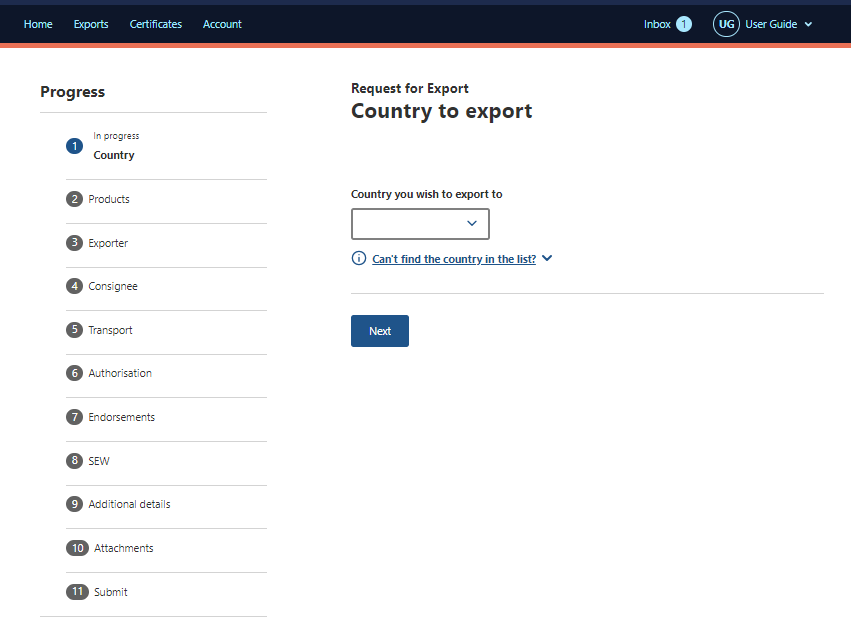 Home Exports Certificates Account Inbox 1 UG User Guide
Progress
1 In progress
Country
2 Products
3 Exporter
4 Consignee
5 Transport
6 Authorisation
7 Endorsements
8 SEW
9 Additional details
10 Attachments
11 Submit
Request for Export
Country to export
Country you wish to export to
Can't find the country in the list?
Next